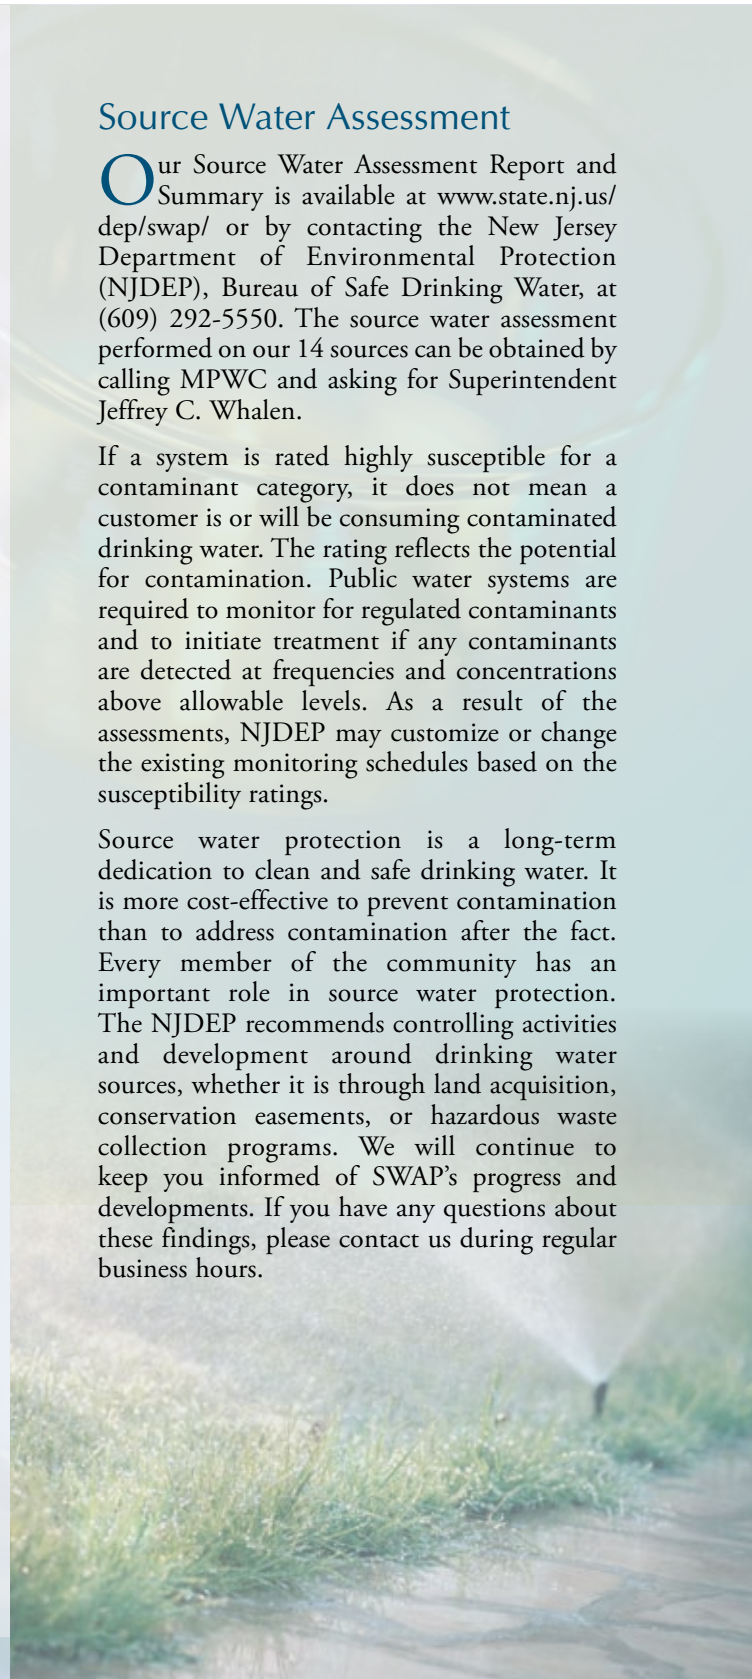 Source Water Assessment
Our Source Water Assessment Report and
Summary is available at www.state.nj.us/
dep/swap/ or by contacting the New Jersey
Department of Environmental Protection
(NJDEP), Bureau of Safe Drinking Water, at
(609) 292-5550. The source water assessment
performed on our 14 sources can be obtained by
calling MPWC and asking for Superintendent
Jeffrey C. Whalen.
If a system is rated highly susceptible for a
contaminant category, it does not mean a
customer is or will be consuming contaminated
drinking water. The rating reflects the potential
for contamination. Public water systems are
required to monitor for regulated contaminants
and to initiate treatment if any contaminants
are detected at frequencies and concentrations
above allowable levels. As a result of the
assessments, NJDEP may customize or change
the existing monitoring schedules based on the
susceptibility ratings.
Source water protection is a long-term
dedication to clean and safe drinking water. It
is more cost-effective to prevent contamination
than to address contamination after the fact.
Every member of the community has an
important role in source water protection.
The NJDEP recommends controlling activities
and development around drinking water
sources, whether it is through land acquisition,
conservation easements, or hazardous waste
collection programs. We will continue to
keep you informed of SWAP's progress and
developments. If you have any questions about
these findings, please contact us during regular
business hours.